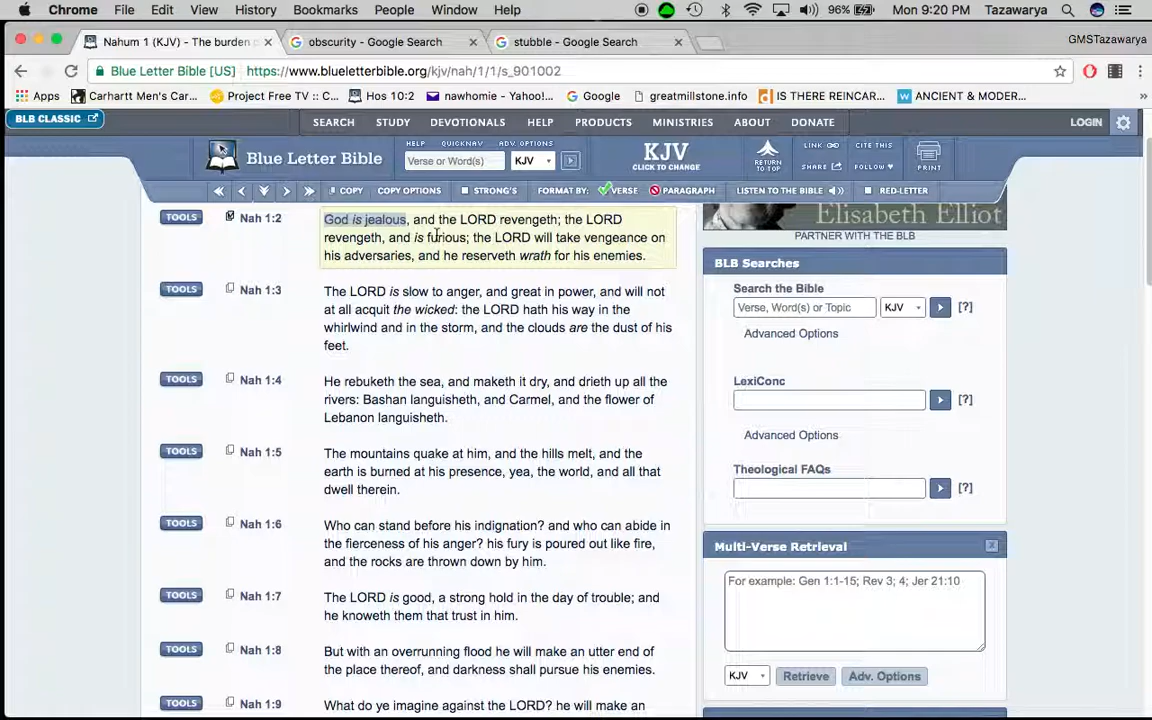 Chrome File Edit View History Bookmarks People Window Help 96% Mon 9:20 PM Tazawarya
Nahum 1 (KJV) - The burden o
obscurity - Google Search
stubble - Google Search
GMSTazawarya
Blue Letter Bible [US] https://www.blueletterbible.org/kjv/nah/1/1/s_901002
Apps Carhartt Men's Car... Project Free TV :: C... Hos 10:2 nawhomie - Yahoo!... Google greatmillstone.info IS THERE REINCAR... ANCIENT & MODER... »
BLB CLASSIC
SEARCH STUDY DEVOTIONALS HELP PRODUCTS MINISTRIES ABOUT DONATE LOGIN
Blue Letter Bible
HELP QUICKNAV ADV. OPTIONS
Verse or Word(s) KJV
KJV
CLICK TO CHANGE
RETURN
TO TOP
LINK CITE THIS
SHARE FOLLOW
PRINT
COPY COPY OPTIONS STRONG'S FORMAT BY: VERSE PARAGRAPH LISTEN TO THE BIBLE RED-LETTER
TOOLS Nah 1:2 God is jealous, and the LORD revengeth; the LORD
revengeth, and is furious; the LORD will take vengeance on
his adversaries, and he reserveth wrath for his enemies.
TOOLS Nah 1:3 The LORD is slow to anger, and great in power, and will not
at all acquit the wicked: the LORD hath his way in the
whirlwind and in the storm, and the clouds are the dust of his
feet.
TOOLS Nah 1:4 He rebuketh the sea, and maketh it dry, and drieth up all the
rivers: Bashan languisheth, and Carmel, and the flower of
Lebanon languisheth.
TOOLS Nah 1:5 The mountains quake at him, and the hills melt, and the
earth is burned at his presence, yea, the world, and all that
dwell therein.
TOOLS Nah 1:6 Who can stand before his indignation? and who can abide in
the fierceness of his anger? his fury is poured out like fire,
and the rocks are thrown down by him.
TOOLS Nah 1:7 The LORD is good, a strong hold in the day of trouble; and
he knoweth them that trust in him.
TOOLS Nah 1:8 But with an overrunning flood he will make an utter end of
the place thereof, and darkness shall pursue his enemies.
TOOLS Nah 1:9 What do ye imagine against the LORD? he will make an
Elisabeth Elliot
PARTNER WITH THE BLB
BLB Searches
Search the Bible
Verse, Word(s) or Topic KJV [?]
Advanced Options
LexiConc
[?]
Advanced Options
Theological FAQs
[?]
Multi-Verse Retrieval
For example: Gen 1:1-15; Rev 3; 4; Jer 21:10
KJV Retrieve Adv. Options